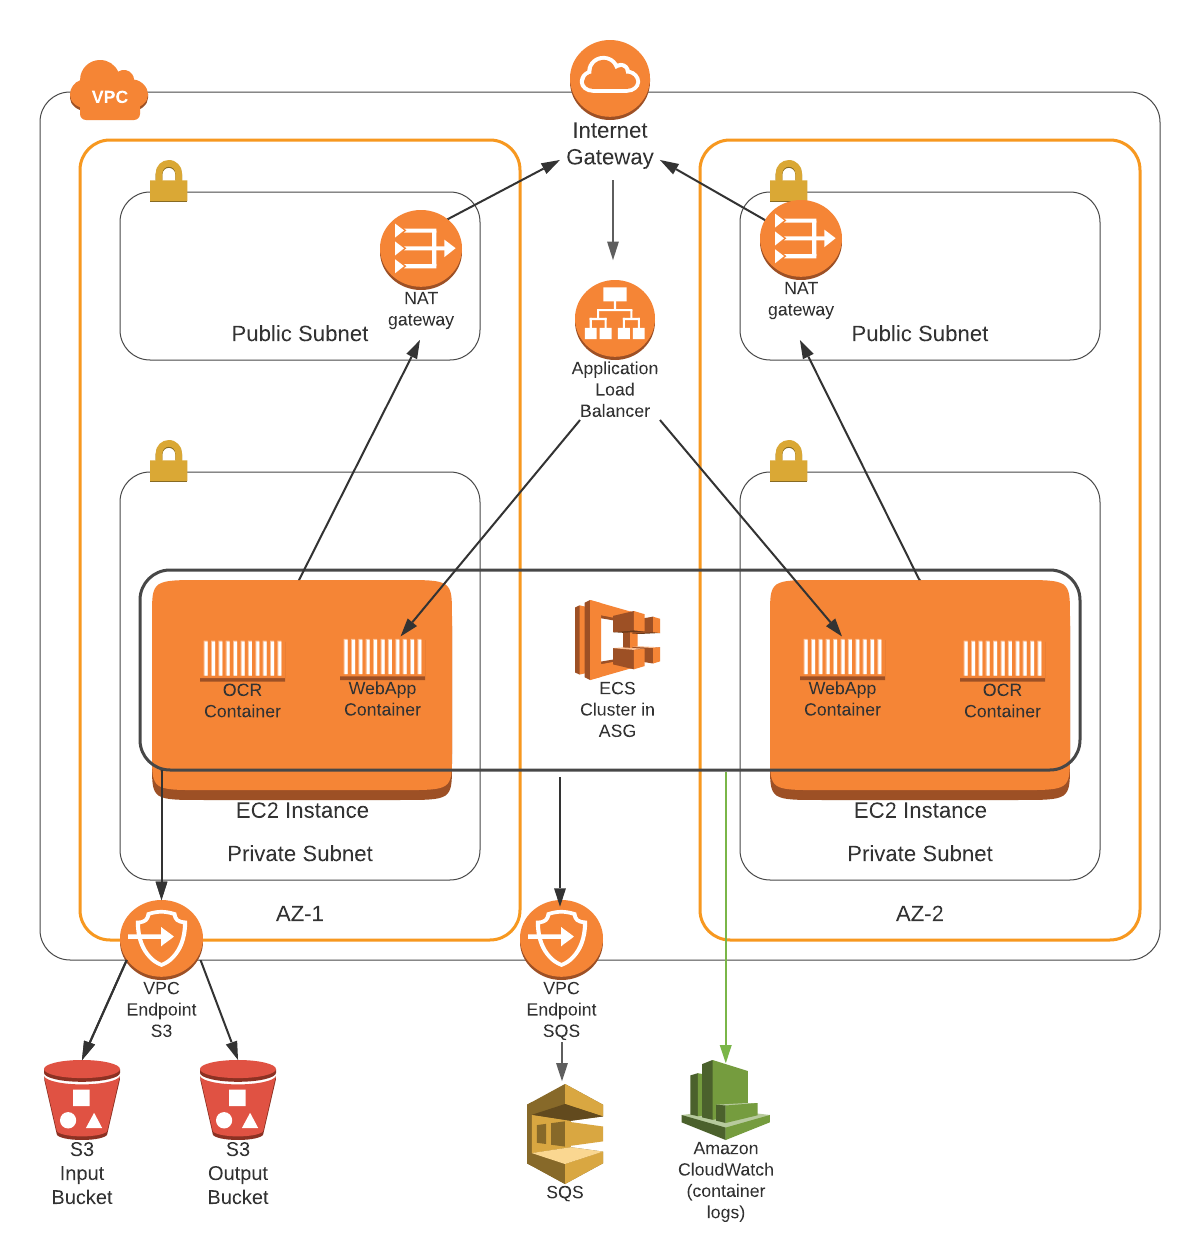 VPC
Internet
Gateway
NAT
gateway
Public Subnet
Application
Load
Balancer
NAT
gateway
Public Subnet
OCR
Container
WebApp
Container
EC2 Instance
Private Subnet
AZ-1
ECS
Cluster in
ASG
WebApp
Container
OCR
Container
EC2 Instance
Private Subnet
AZ-2
VPC
Endpoint
S3
VPC
Endpoint
SQS
S3
Input
Bucket
S3
Output
Bucket
SQS
Amazon
CloudWatch
(container
logs)